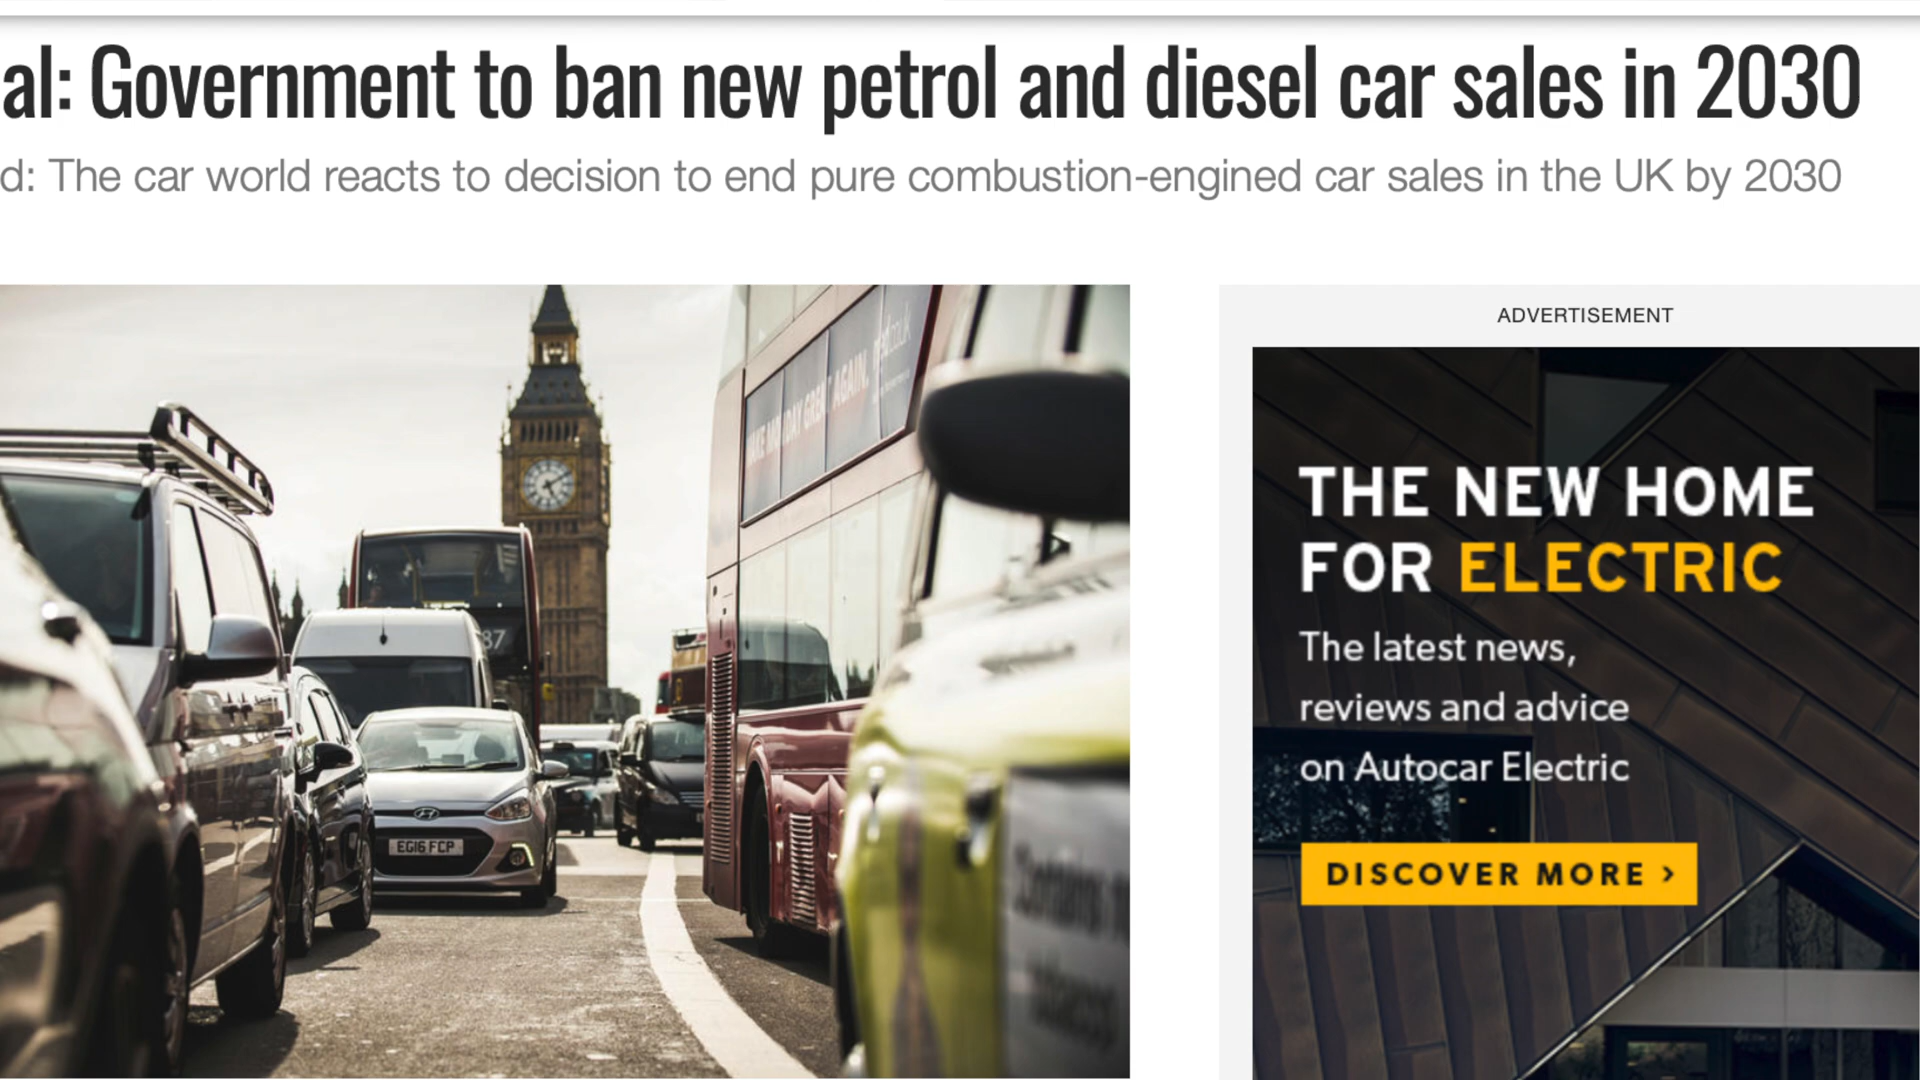 al: Government to ban new petrol and diesel car sales in 2030
d: The car world reacts to decision to end pure combustion-engined car sales in the UK by 2030
ADVERTISEMENT
THE NEW HOME
FOR ELECTRIC
The latest news,
reviews and advice
on Autocar Electric
DISCOVER MORE >
AGAIN.
87
EG16 FCP